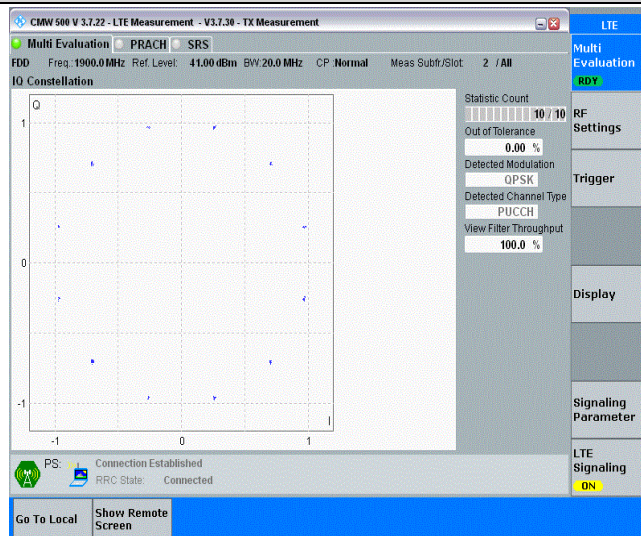 CMW 500 V 3.7.22 - LTE Measurement - V3.7.30 - TX Measurement
LTE
Multi Evaluation PRACH SRS
Multi
Evaluation
RDY
FDD Freq.: 1900.0 MHz Ref. Level: 41.00 dBm BW: 20.0 MHz CP :Normal Meas Subfr./Slot: 2 / All
IQ Constellation
Q
1
0
-1
-1
0
1
I
Statistic Count
10 / 10
Out of Tolerance
0.00 %
Detected Modulation
QPSK
Detected Channel Type
PUCCH
View Filter Throughput
100.0 %
RF
Settings
Trigger
Display
Signaling
Parameter
LTE
Signaling
ON
PS: Connection Established
RRC State: Connected
Go To Local
Show Remote
Screen